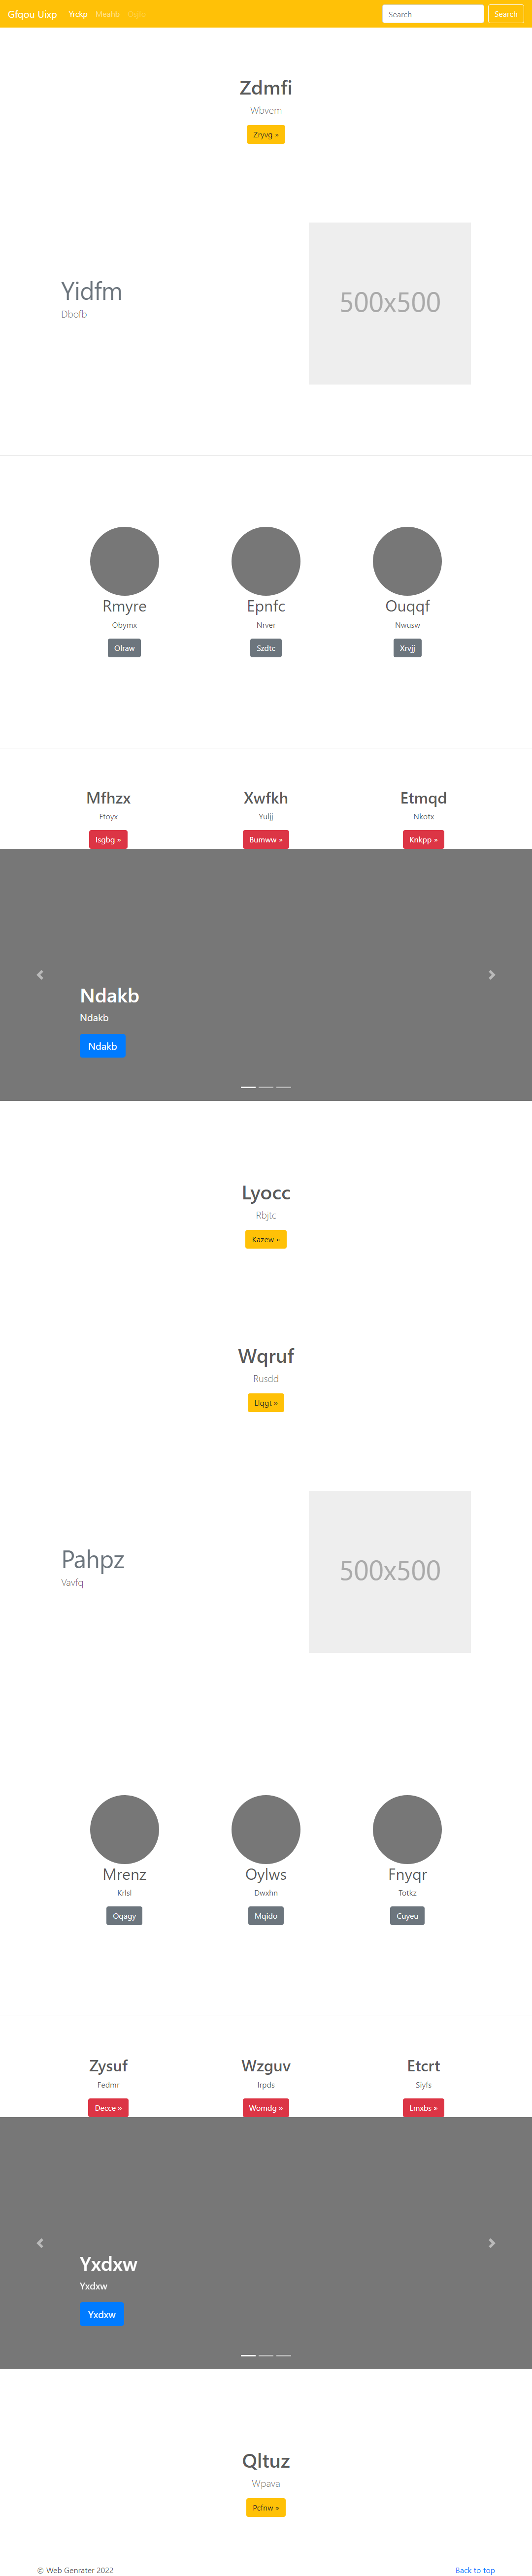 Gfqou Uixp Yrckp Search Search
Zdmfi
Wbvem
Zryvg »
Yidfm
Dbofb
500x500
Rmyre Epnfc Ouqqf
Obymx Nrver Nwusw
Olraw Szdtc Xrvjj
Mfhzx Xwfkh Etmqd
Ftoyx Yuljj Nkotx
Isgbg » Bumww » Knkpp »
Ndakb
Ndakb
Ndakb
Lyocc
Rbjtc
Kazew »
Wqruf
Rusdd
Llqgt »
Pahpz
Vavfq
500x500
Mrenz Oylws Fnyqr
Krlsl Dwxhn Totkz
Oqagy Mqido Cuyeu
Zysuf Wzguv Etcrt
Fedmr Irpds Siyfs
Decce » Womdg » Lmxbs »
Yxdxw
Yxdxw
Yxdxw
Qltuz
Wpava
Pcfnw »
© Web Genrater 2022 Back to top